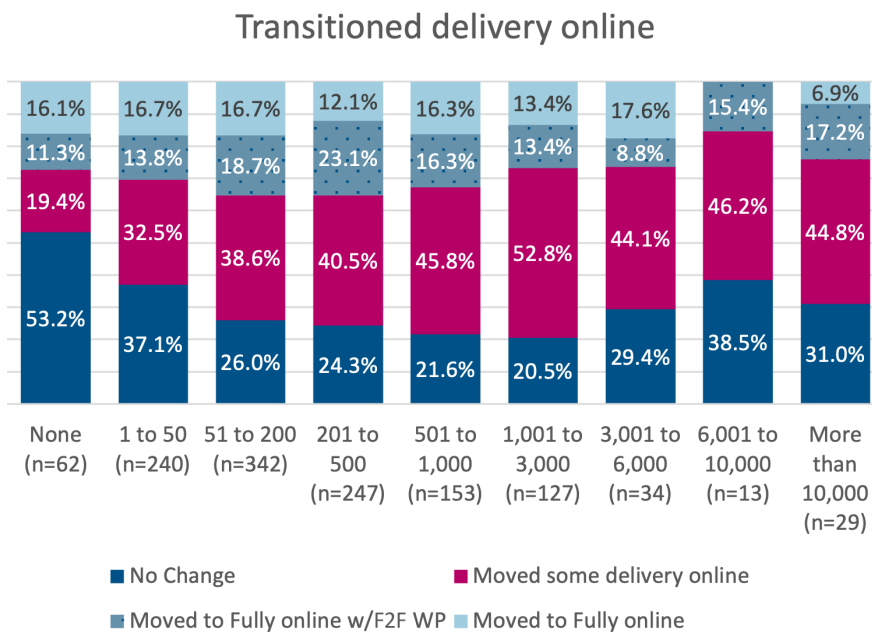 Transitioned delivery online
16.1% 16.7% 16.7% 12.1% 16.3% 13.4% 17.6% 15.4% 6.9%
11.3% 13.8% 18.7% 23.1% 16.3% 13.4% 8.8% 46.2% 17.2%
19.4% 32.5% 38.6% 40.5% 45.8% 52.8% 44.1% 38.5% 44.8%
53.2% 37.1% 26.0% 24.3% 21.6% 20.5% 29.4% 31.0%
None 1 to 50 51 to 200 201 to 501 to 1,001 to 3,001 to 6,001 to More
(n=62) (n=240) (n=342) 500 1,000 3,000 6,000 10,000 than
(n=247) (n=153) (n=127) (n=34) (n=13) 10,000
(n=29)
No Change Moved some delivery online
Moved to Fully online w/F2F WP Moved to Fully online